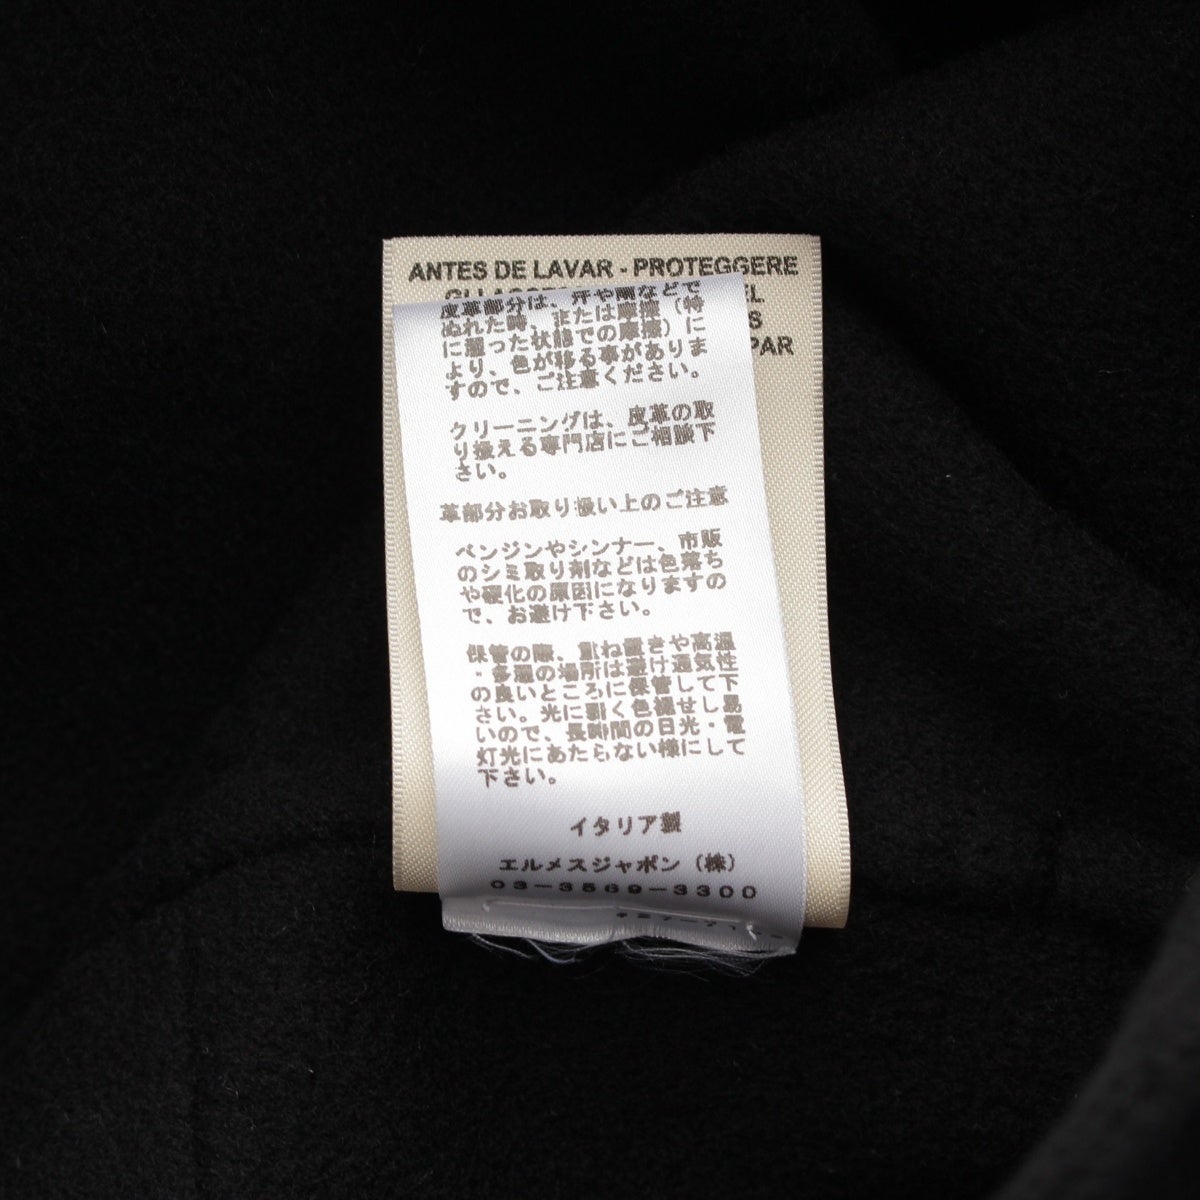 ANTES DE LAVAR - PROTEGGERE
EL
S
PAR
皮革部分は、汗や雨などで
ぬれた時、または摩擦（特
に湿った状態での摩擦）に
より、色が移る事がありま
すので、ご注意ください。
クリーニングは、皮革の取
り扱える専門店にご相談下
さい。
革部分お取り扱い上のご注意
ベンジンやシンナー、市販
のシミ取り剤などは色落ち
や硬化の原因になりますの
で、お避け下さい。
保管の際、重ね置きや高温
・多湿の場所は避け通気性
の良いところに保管して下
さい。光に剥く色褪せし易
いので、長時間の日光・電
灯光にあたらない様にして
下さい。
イタリア製
エルメスジャポン（株）
03-3569-3300